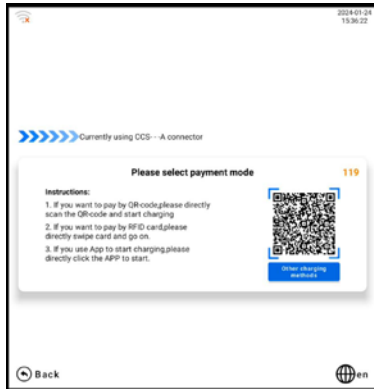 2024-01-24
15:36:22
Currently using CCS---A connector
Please select payment mode
119
Instructions:
1. If you want to pay by QR-code,please directly
scan the QR-code and start charging
2. If you want to pay by RFID card,please
directly swipe card and go on.
3. If you use App to start charging,please
directly click the APP to start.
Other charging
methods
Back
en